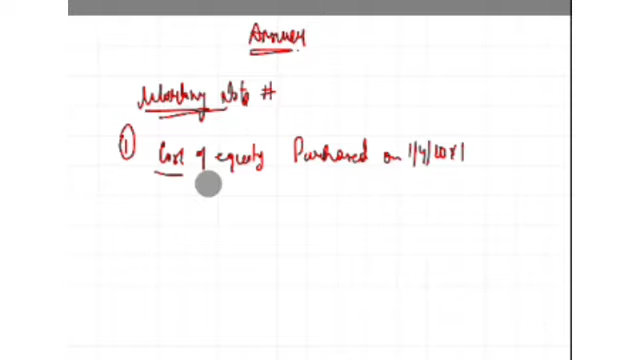 Answer
Working Note #
① Cost of equity Purchased on 1/4/20X1